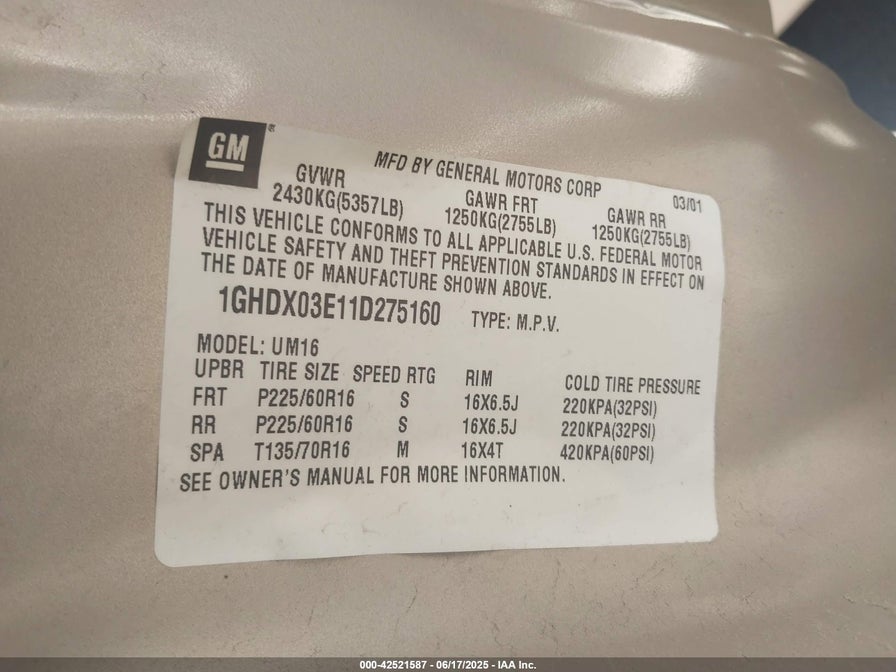 GM®
MFD BY GENERAL MOTORS CORP 03/01
GVWR GAWR FRT GAWR RR
2430KG(5357LB) 1250KG(2755LB) 1250KG(2755LB)
THIS VEHICLE CONFORMS TO ALL APPLICABLE U.S. FEDERAL MOTOR
VEHICLE SAFETY AND THEFT PREVENTION STANDARDS IN EFFECT ON
THE DATE OF MANUFACTURE SHOWN ABOVE.
1GHDX03E11D275160 TYPE: M.P.V.
MODEL: UM16
UPBR TIRE SIZE SPEED RTG RIM COLD TIRE PRESSURE
FRT P225/60R16 S 16X6.5J 220KPA(32PSI)
RR P225/60R16 S 16X6.5J 220KPA(32PSI)
SPA T135/70R16 M 16X4T 420KPA(60PSI)
SEE OWNER'S MANUAL FOR MORE INFORMATION.
000-42521587 - 06/17/2025 - IAA Inc.